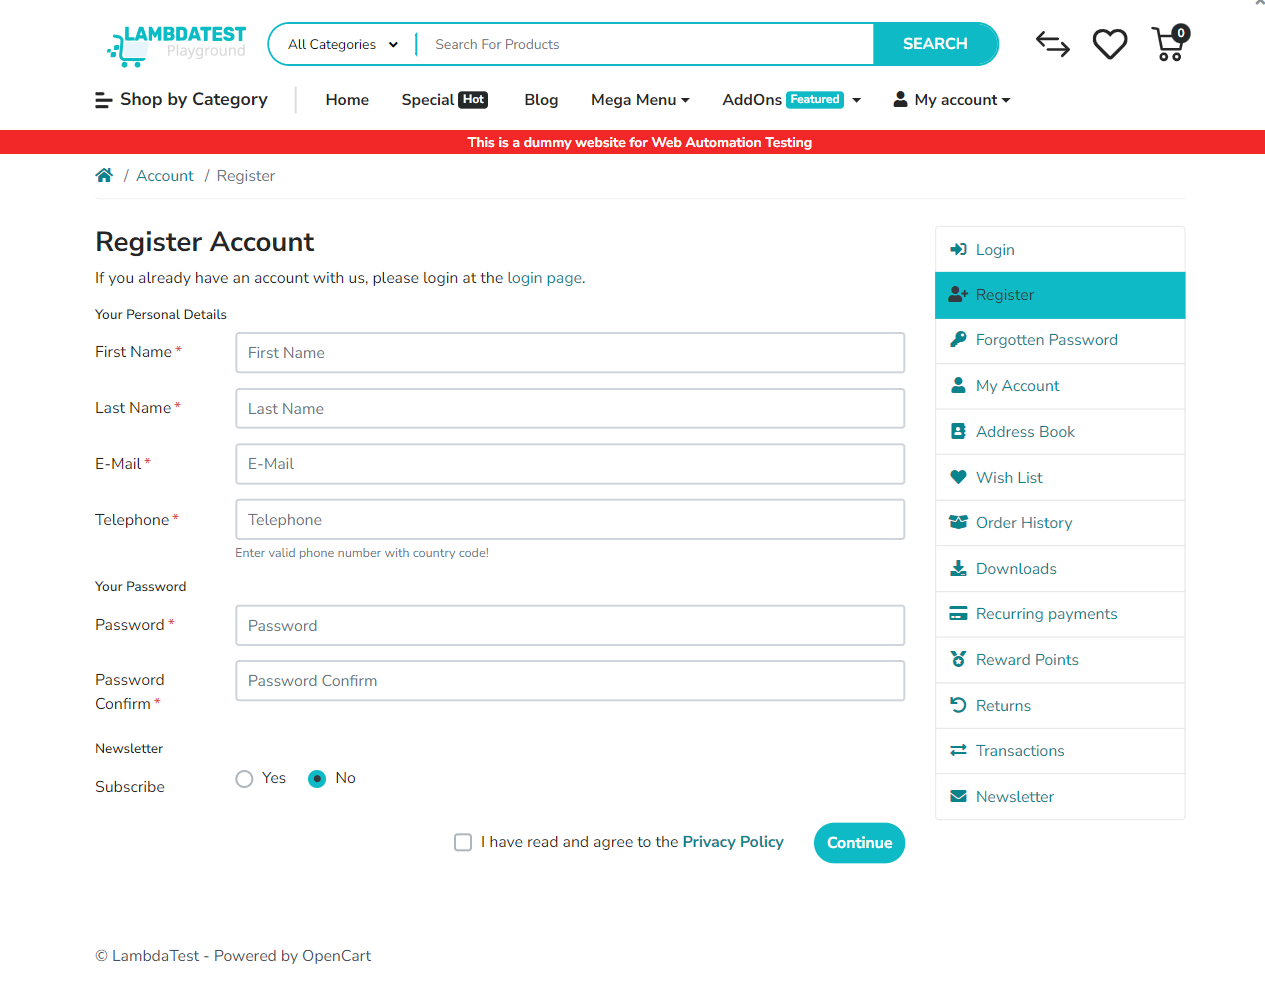 LAMBDATEST
Playground
All Categories
Search For Products
SEARCH
0
Shop by Category
Home
Special Hot
Blog
Mega Menu
AddOns Featured
My account
This is a dummy website for Web Automation Testing
/ Account / Register
Register Account
If you already have an account with us, please login at the login page.
Your Personal Details
First Name *
First Name
Last Name *
Last Name
E-Mail *
E-Mail
Telephone *
Telephone
Enter valid phone number with country code!
Your Password
Password *
Password
Password
Confirm *
Password Confirm
Newsletter
Subscribe
Yes
No
I have read and agree to the Privacy Policy
Continue
Login
Register
Forgotten Password
My Account
Address Book
Wish List
Order History
Downloads
Recurring payments
Reward Points
Returns
Transactions
Newsletter
© LambdaTest - Powered by OpenCart